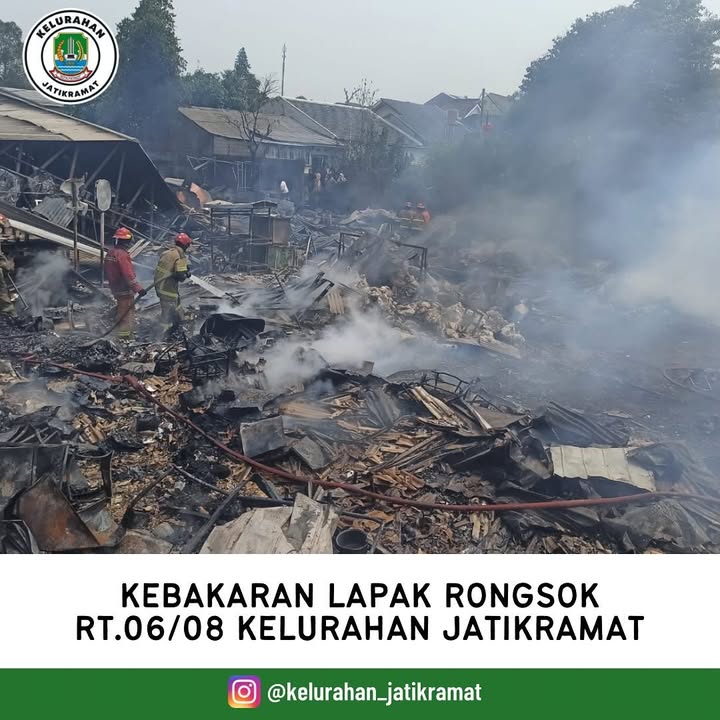 KELURAHAN
JATIKRAMAT
KEBAKARAN LAPAK RONGSOK
RT.06/08 KELURAHAN JATIKRAMAT
@kelurahan_jatikramat